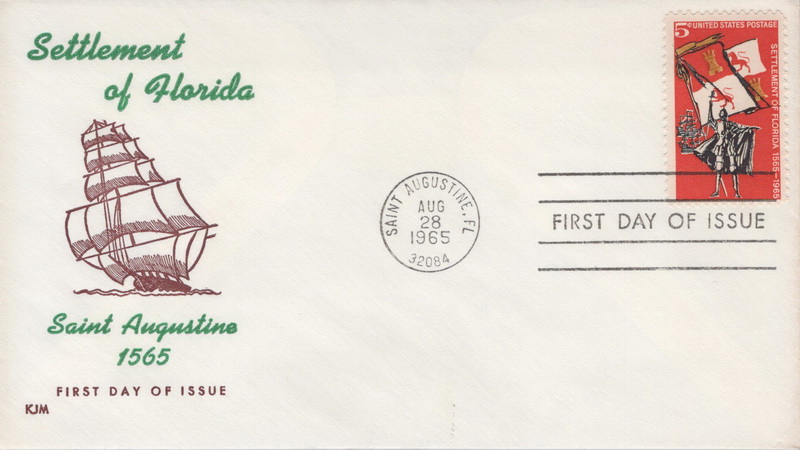 Settlement
of Florida
Saint Augustine
1565
FIRST DAY OF ISSUE
KJM
SAINT AUGUSTINE, FL
AUG
28
1965
32084
5¢ UNITED STATES POSTAGE
SETTLEMENT OF FLORIDA 1565-1965
FIRST DAY OF ISSUE